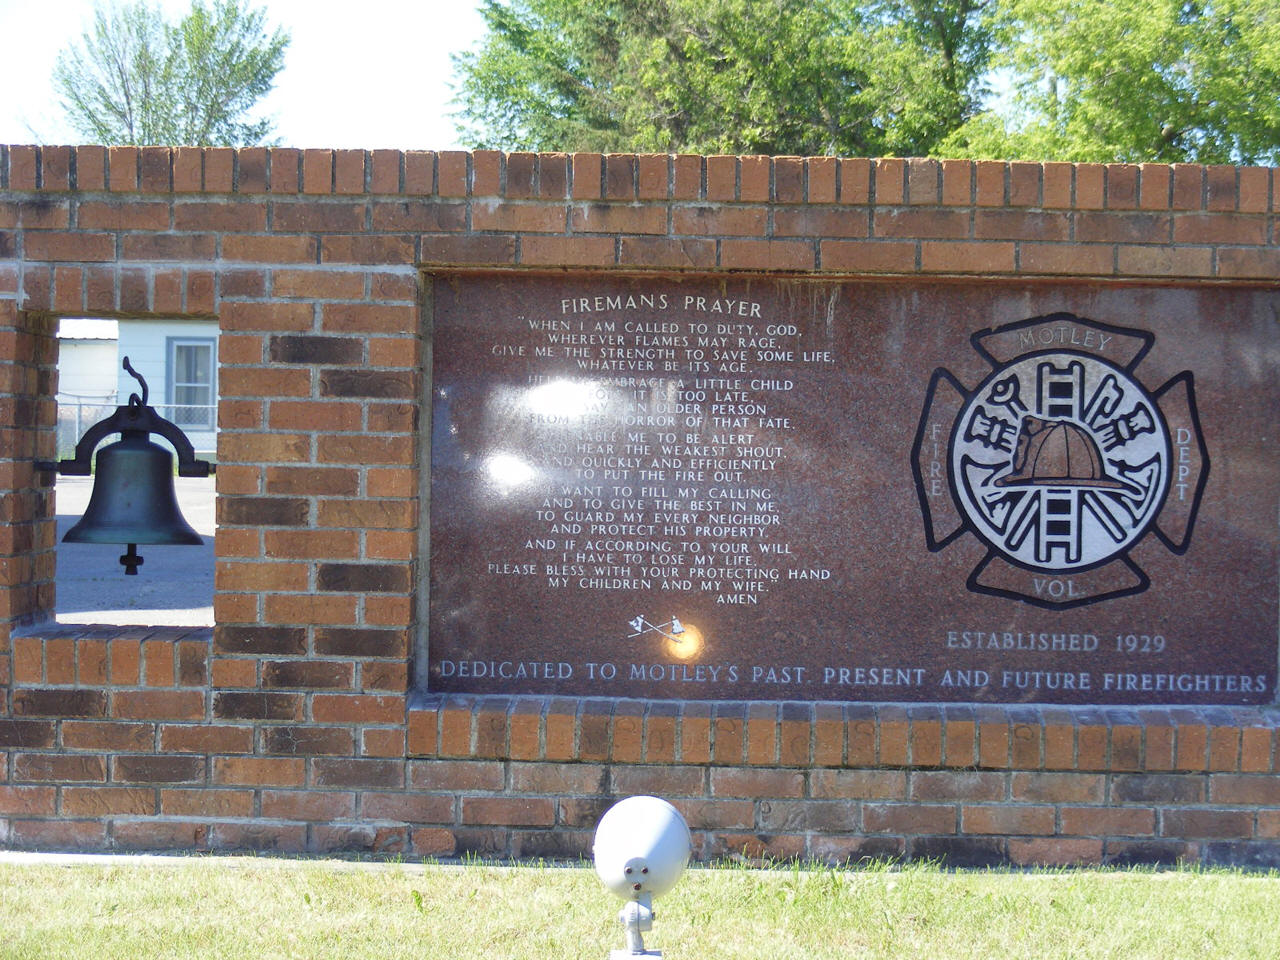 FIREMANS PRAYER
"WHEN I AM CALLED TO DUTY, GOD,
WHEREVER FLAMES MAY RAGE,
GIVE ME THE STRENGTH TO SAVE SOME LIFE,
WHATEVER BE ITS AGE.
EMBRACE A LITTLE CHILD
IT IS TOO LATE,
AN OLDER PERSON
FROM THE HORROR OF THAT FATE.
ENABLE ME TO BE ALERT
AND HEAR THE WEAKEST SHOUT,
AND QUICKLY AND EFFICIENTLY
TO PUT THE FIRE OUT.
I WANT TO FILL MY CALLING
AND TO GIVE THE BEST IN ME,
TO GUARD MY EVERY NEIGHBOR
AND PROTECT HIS PROPERTY.
AND IF ACCORDING TO YOUR WILL
I HAVE TO LOSE MY LIFE,
PLEASE BLESS WITH YOUR PROTECTING HAND
MY CHILDREN AND MY WIFE."
AMEN
MOTLEY
FIRE
DEPT
VOL.
ESTABLISHED 1929
DEDICATED TO MOTLEY'S PAST, PRESENT AND FUTURE FIREFIGHTERS